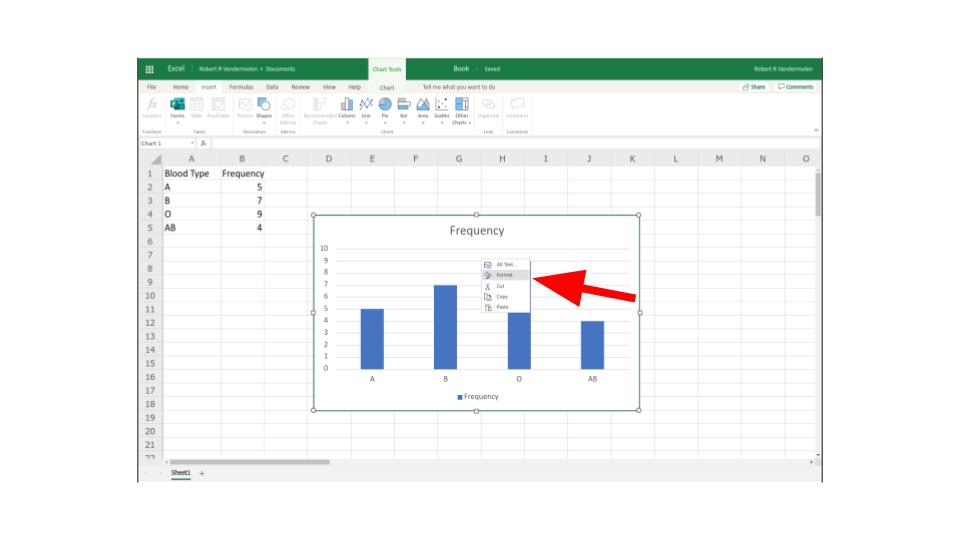 Excel Robert R Vandermolen > Documents Chart Tools Book - Saved Robert R Vandermolen
File Home Insert Formulas Data Review View Help Chart Tell me what you want to do Share Comments
Function Forms Table PivotTable Picture Shapes Office Add-ins Recommended Charts Column Line Pie Bar Area Scatter Other Charts Hyperlink Comment
Functions Tables Illustrations Add-ins Charts Links Comments
Chart 1 fx
A B C D E F G H I J K L M N O
1 Blood Type Frequency
2 A 5
3 B 7
4 O 9
5 AB 4
6
7
8
9
10
11
12
13
14
15
16
17
18
19
20
21
22
Frequency
10
9
8
7
6
5
4
3
2
1
0
Alt Text...
Format
Cut
Copy
Paste
A B O AB
Frequency
Sheet1 +